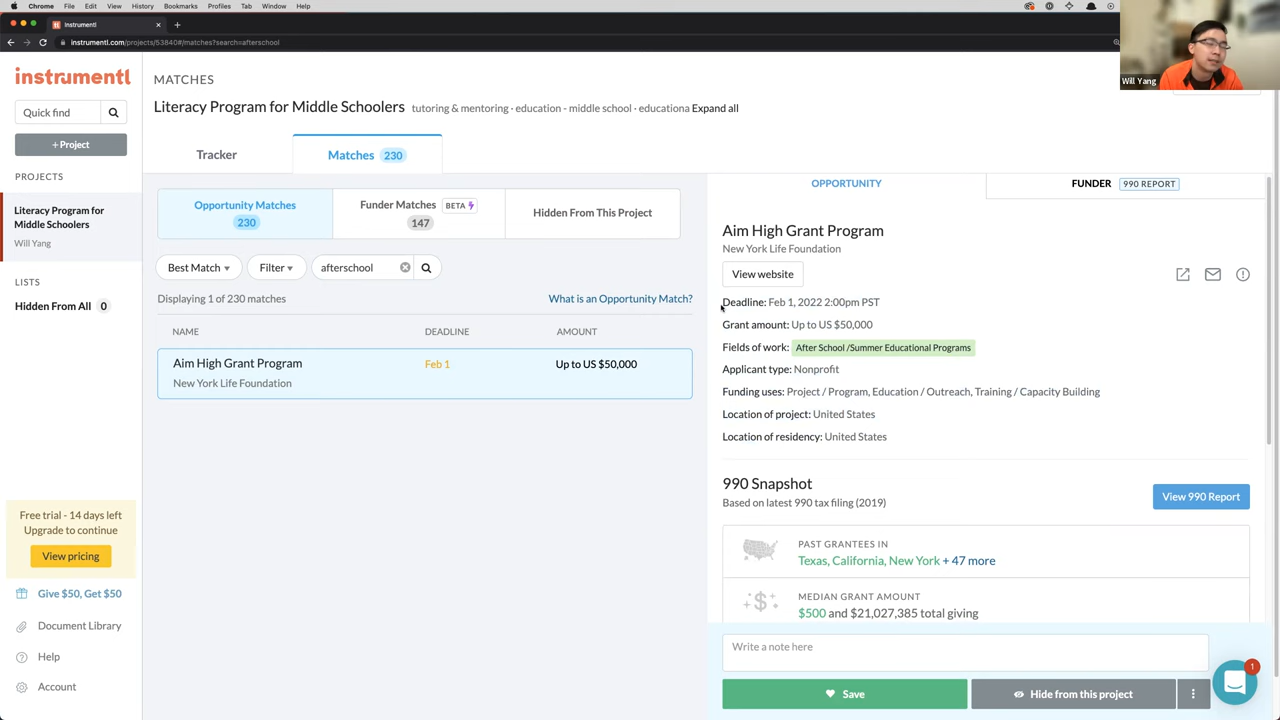 Chrome File Edit View History Bookmarks Profiles Tab Window Help
Instrumentl
instrumentl.com/projects/53840#/matches?search=afterschool
Will Yang
instrumentl
Quick find
+ Project
PROJECTS
Literacy Program for
Middle Schoolers
Will Yang
LISTS
Hidden From All 0
Free trial - 14 days left
Upgrade to continue
View pricing
Give $50, Get $50
Document Library
Help
Account
MATCHES
Literacy Program for Middle Schoolers tutoring & mentoring · education - middle school · educationa Expand all
Tracker
Matches 230
Opportunity Matches
230
Funder Matches BETA
147
Hidden From This Project
Best Match
Filter
afterschool
Displaying 1 of 230 matches
What is an Opportunity Match?
NAME DEADLINE AMOUNT
Aim High Grant Program Feb 1 Up to US $50,000
New York Life Foundation
OPPORTUNITY
FUNDER 990 REPORT
Aim High Grant Program
New York Life Foundation
View website
Deadline: Feb 1, 2022 2:00pm PST
Grant amount: Up to US $50,000
Fields of work: After School /Summer Educational Programs
Applicant type: Nonprofit
Funding uses: Project / Program, Education / Outreach, Training / Capacity Building
Location of project: United States
Location of residency: United States
990 Snapshot
Based on latest 990 tax filing (2019)
View 990 Report
PAST GRANTEES IN
Texas, California, New York + 47 more
MEDIAN GRANT AMOUNT
$500 and $21,027,385 total giving
Write a note here
Save
Hide from this project
1